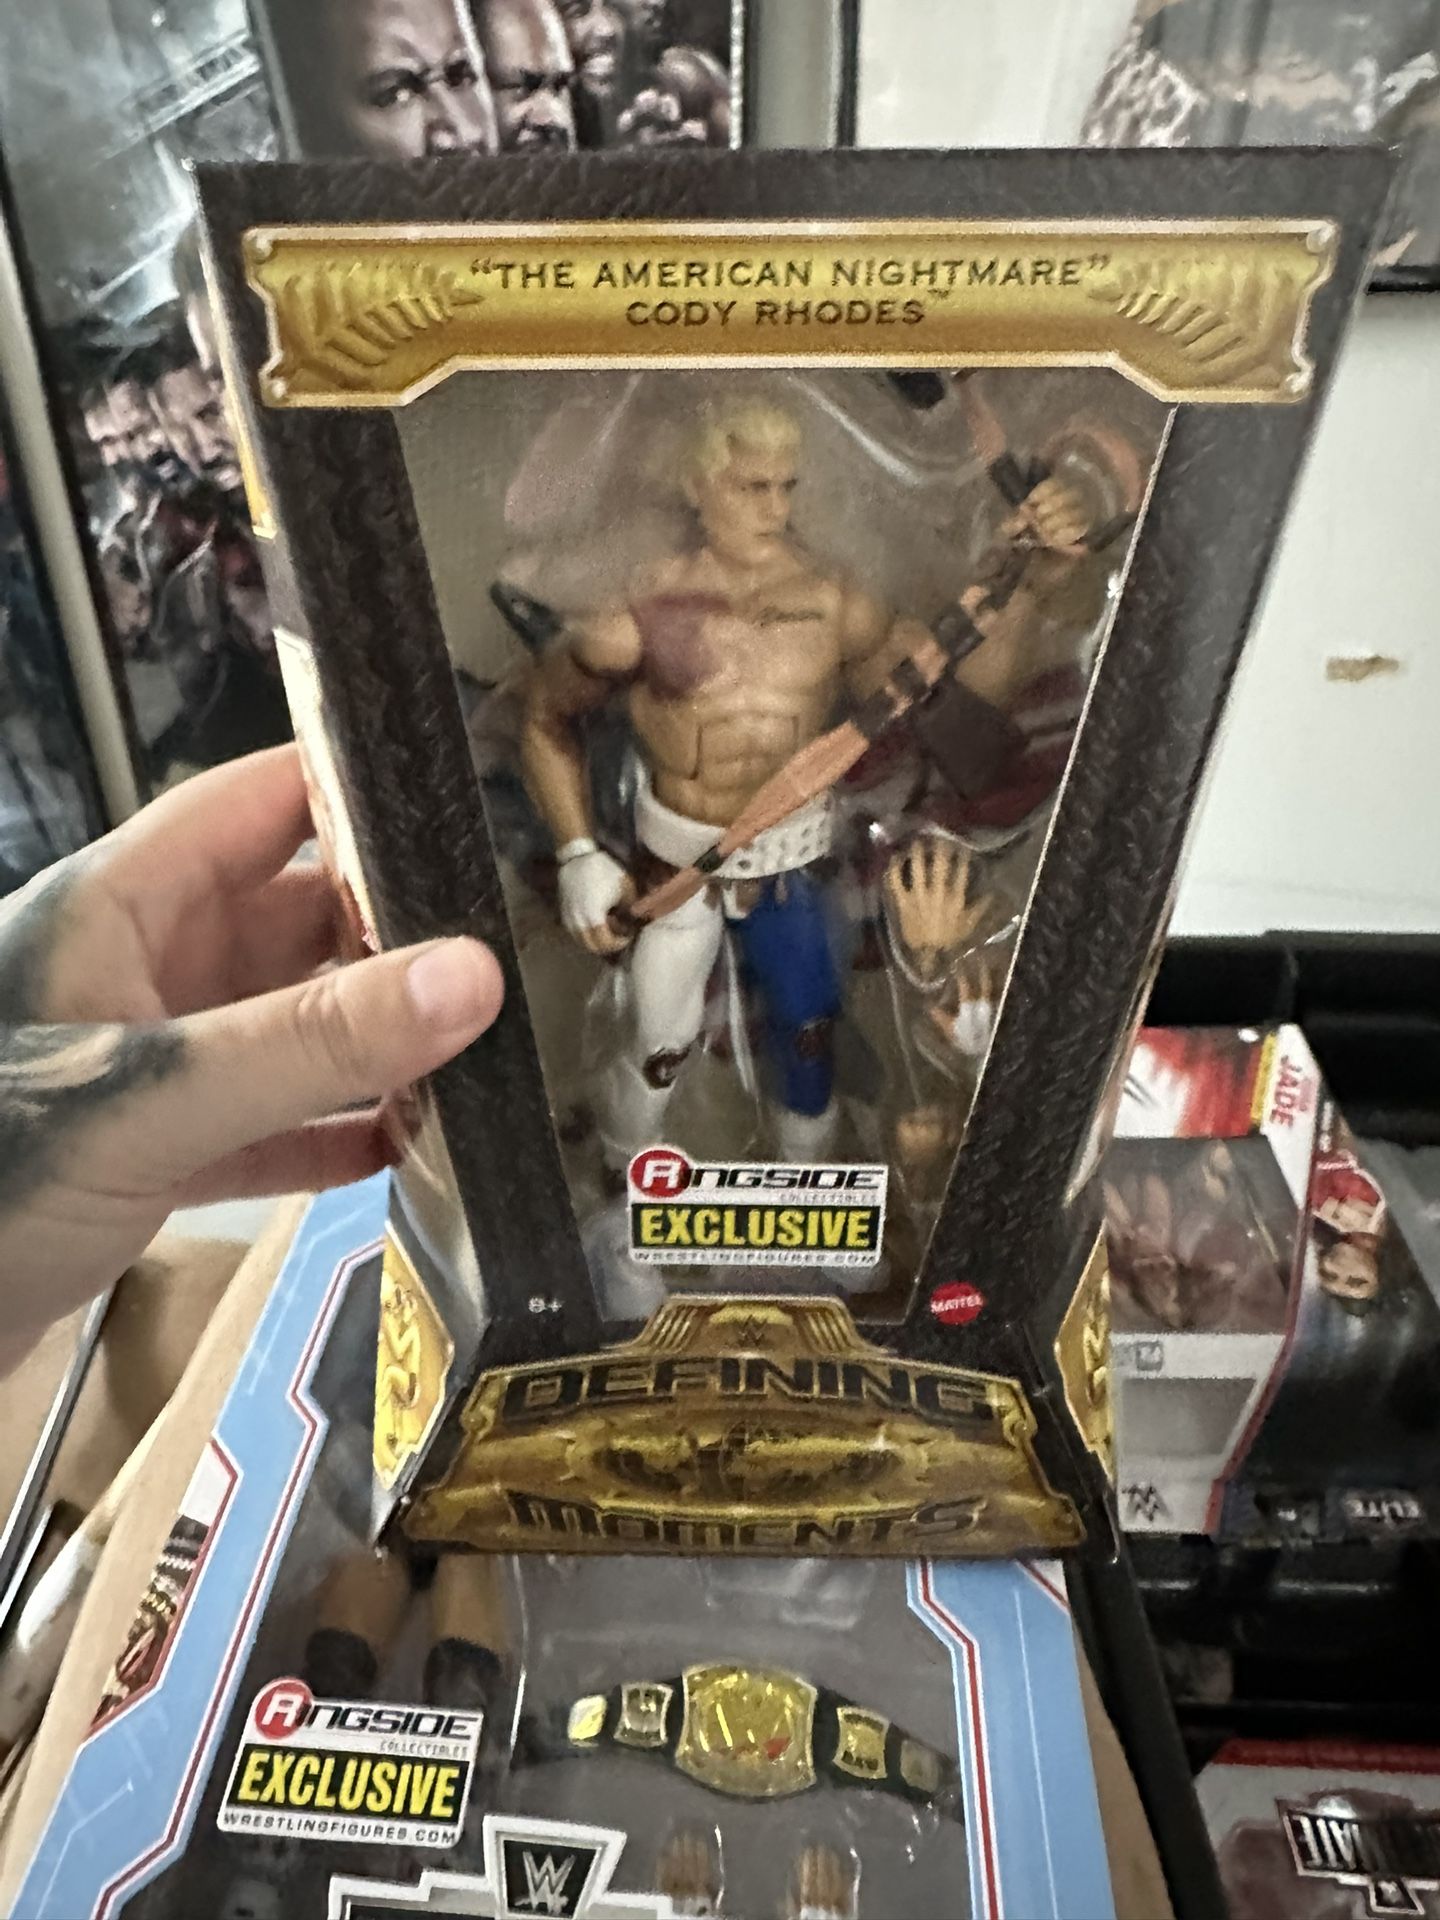 “THE AMERICAN NIGHTMARE”
CODY RHODES™
RINGSIDE
COLLECTIBLES
EXCLUSIVE
WRESTLINGFIGURES.COM
8+
MATTEL
W
DEFINING
MOMENTS
JADE
ELITE
RINGSIDE
COLLECTIBLES
EXCLUSIVE
WRESTLINGFIGURES.COM
W